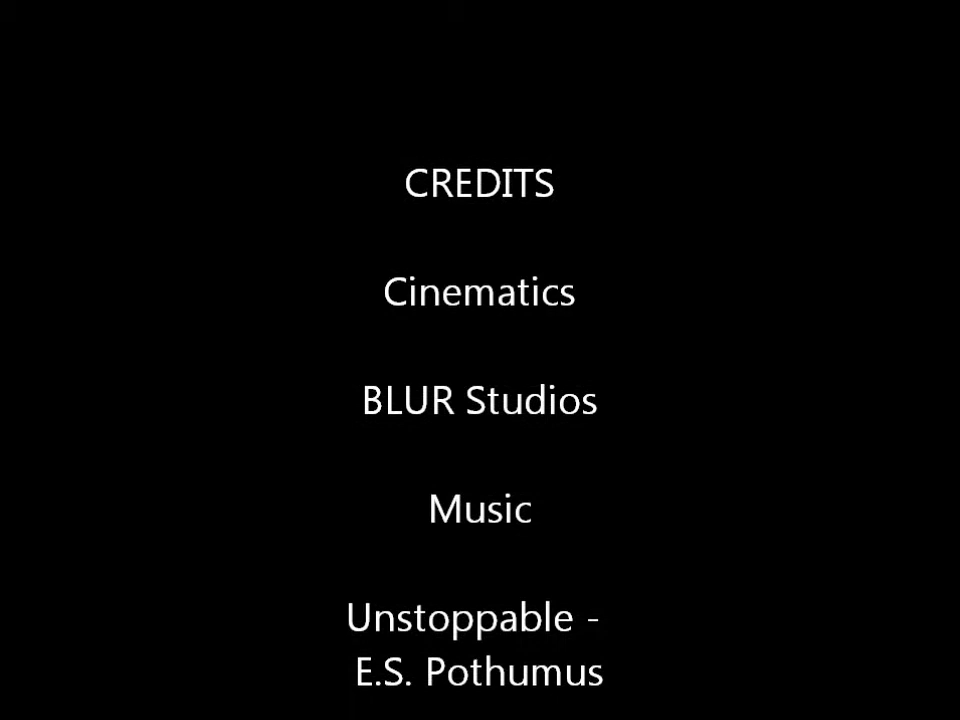 CREDITS
Cinematics
BLUR Studios
Music
Unstoppable -
E.S. Pothumus